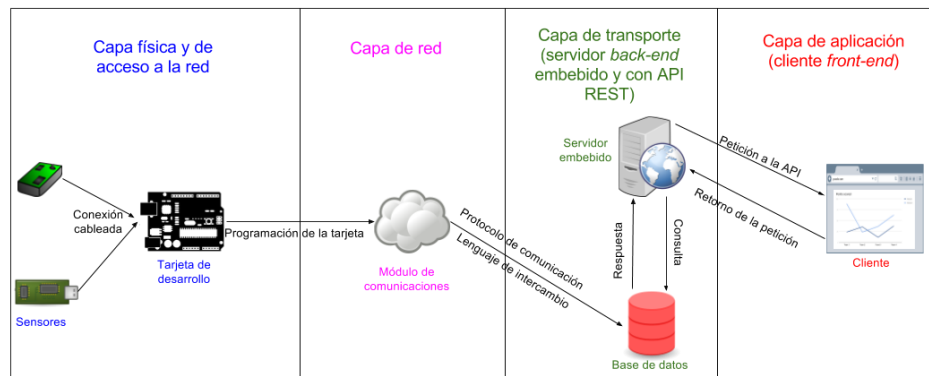 Capa física y de
acceso a la red
Capa de red
Capa de transporte
(servidor back-end
embebido y con API
REST)
Capa de aplicación
(cliente front-end)
Servidor
embebido
Petición a la API
Retorno de la petición
Cliente
Conexión
cableada
Programación de la tarjeta
Tarjeta de
desarrollo
Módulo de
comunicaciones
Protocolo de comunicación
Lenguaje de intercambio
Respuesta
Consulta
Sensores
Base de datos